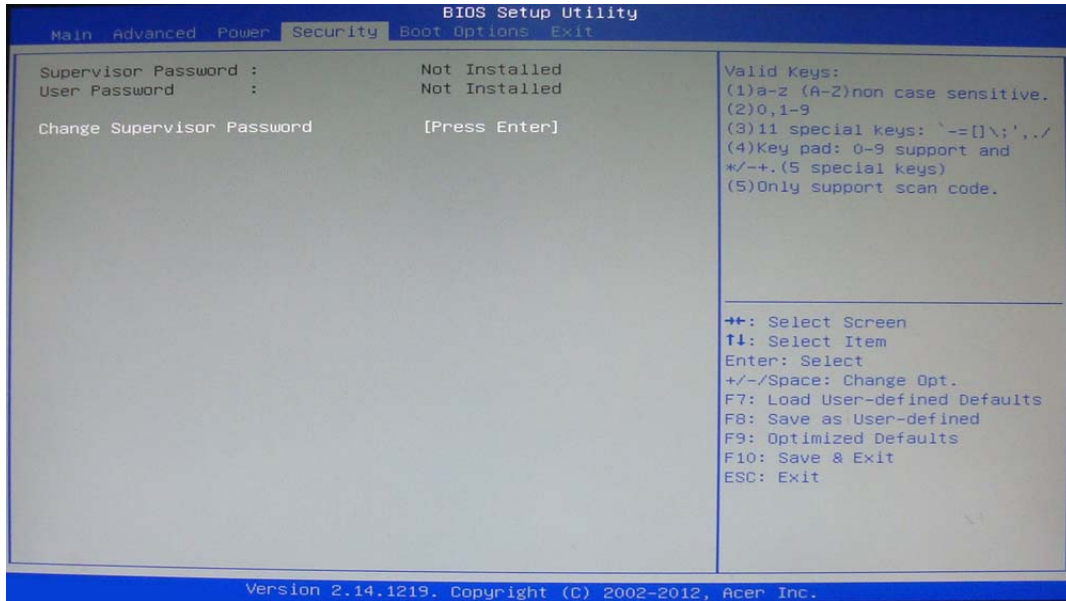 BIOS Setup Utility
Main Advanced Power Security Boot Options Exit
Supervisor Password : Not Installed
User Password : Not Installed
Change Supervisor Password [Press Enter]
Valid Keys:
(1)a-z (A-Z)non case sensitive.
(2)0,1-9
(3)11 special keys: `-=[]\;',./
(4)Key pad: 0-9 support and
*/-+.(5 special keys)
(5)Only support scan code.
→←: Select Screen
↑↓: Select Item
Enter: Select
+/-/Space: Change Opt.
F7: Load User-defined Defaults
F8: Save as User-defined
F9: Optimized Defaults
F10: Save & Exit
ESC: Exit
Version 2.14.1219. Copyright (C) 2002-2012, Acer Inc.